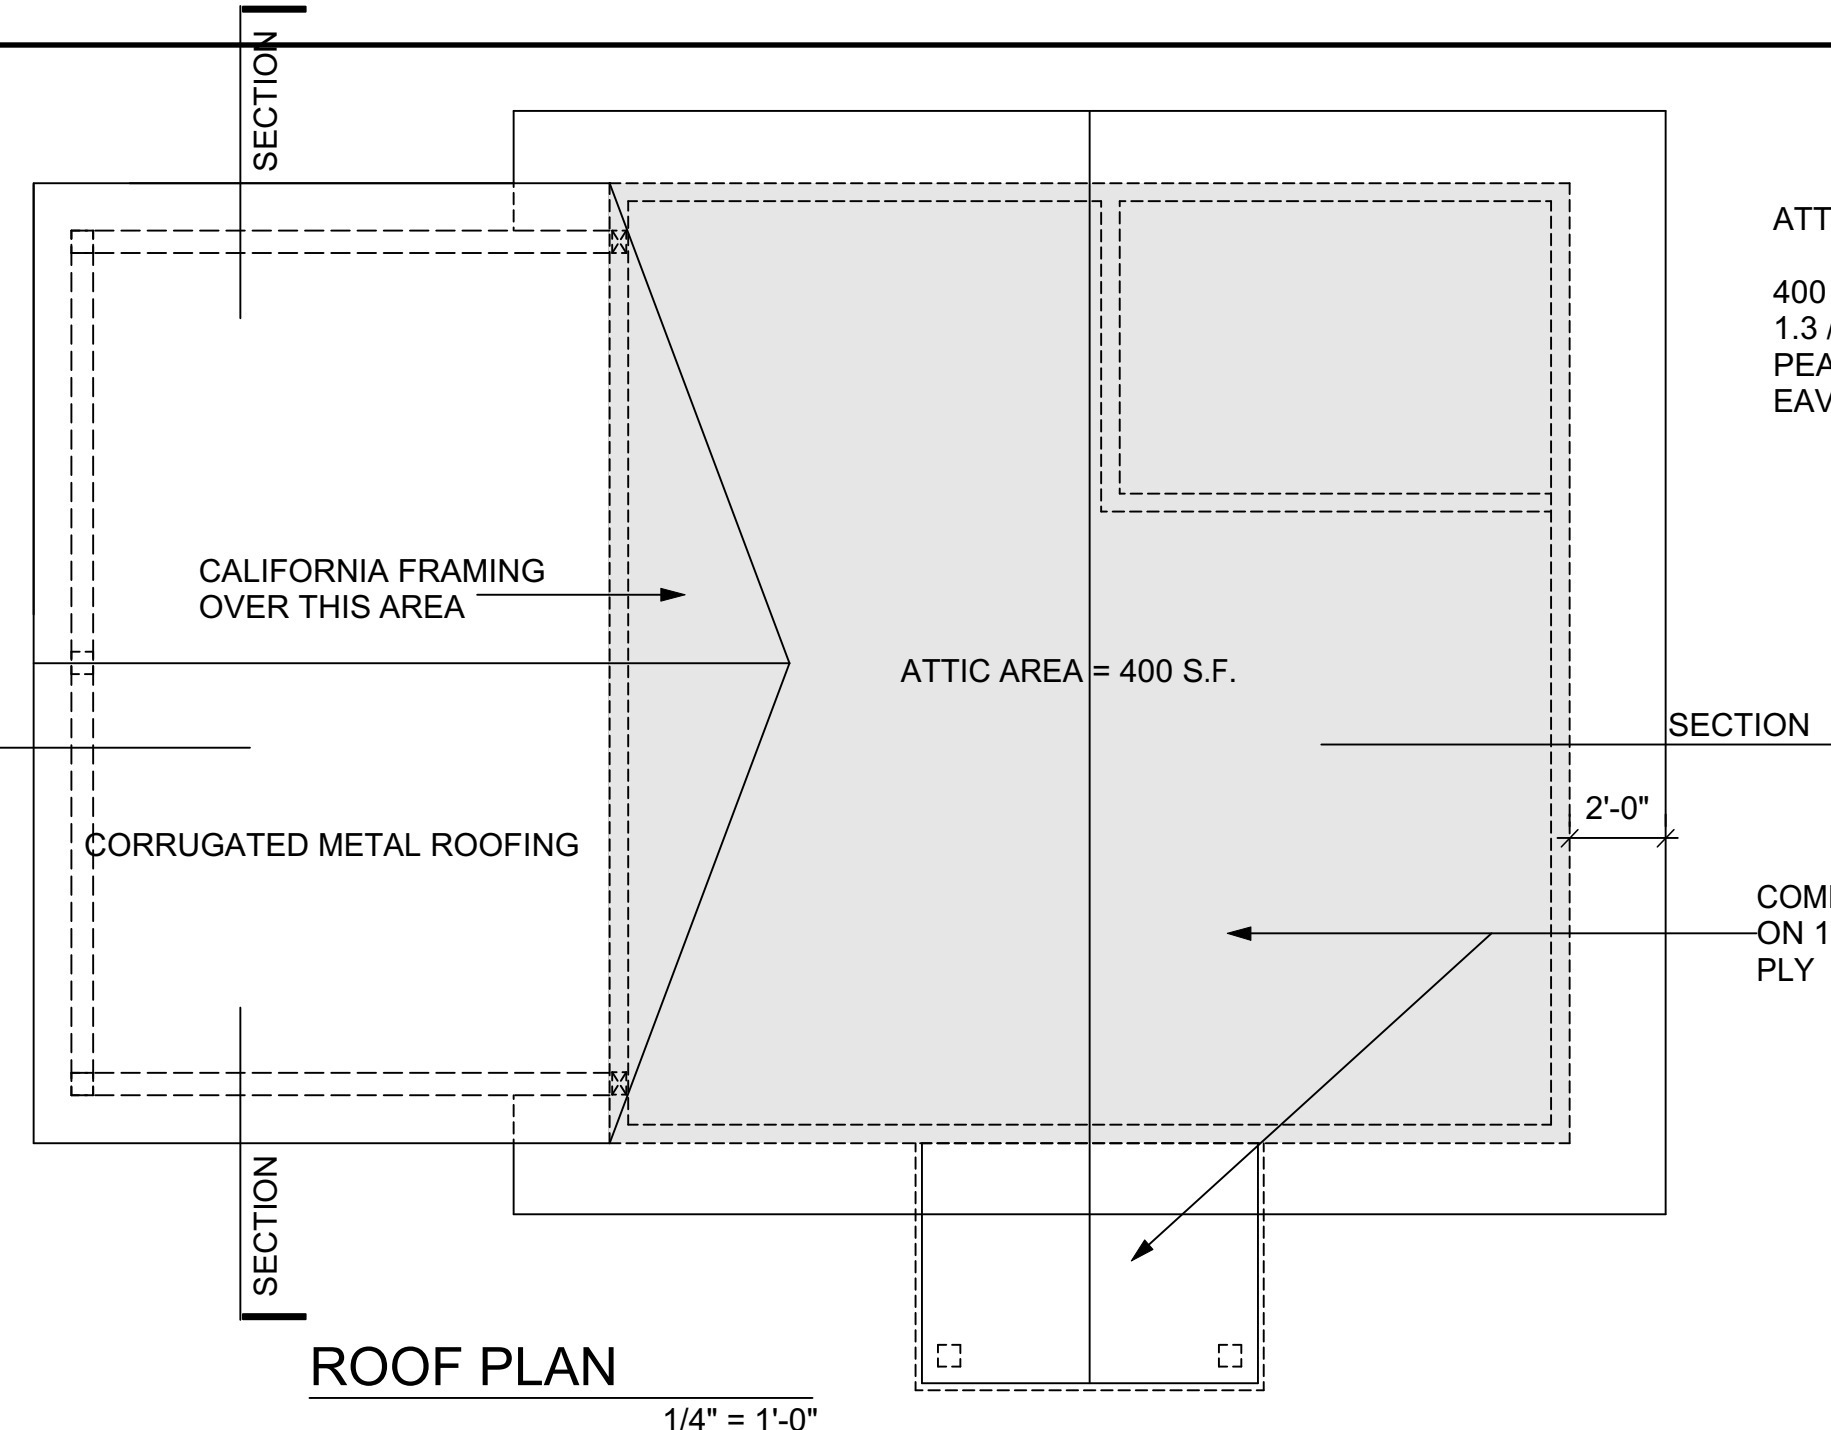 SECTION
ATT
400
1.3 /
PEA
EAV
CALIFORNIA FRAMING
OVER THIS AREA
ATTIC AREA = 400 S.F.
SECTION
2'-0"
CORRUGATED METAL ROOFING
ON 1
PLY
SECTION
ROOF PLAN
1/4" = 1'-0"